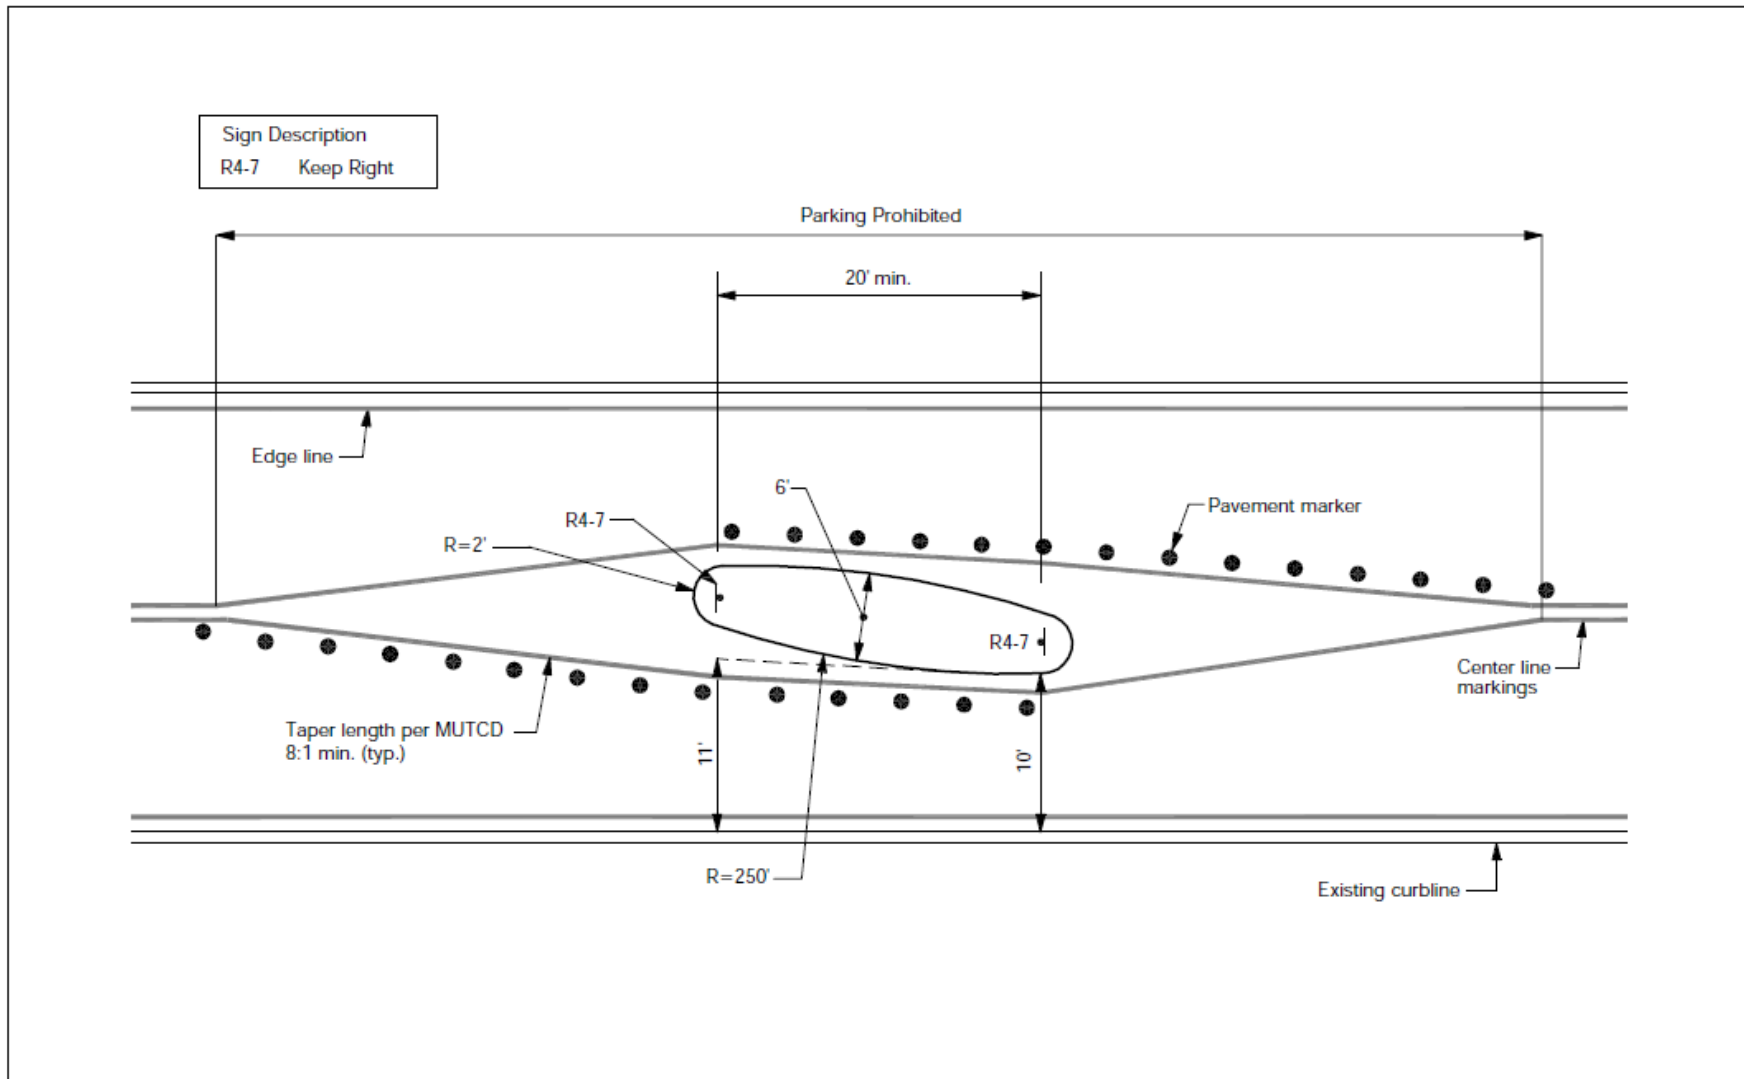 Sign Description
R4-7 Keep Right
Parking Prohibited
20' min.
Edge line
6'
R4-7
Pavement marker
R=2'
R4-7
Center line
markings
Taper length per MUTCD
8:1 min. (typ.)
11'
10'
R=250'
Existing curbline